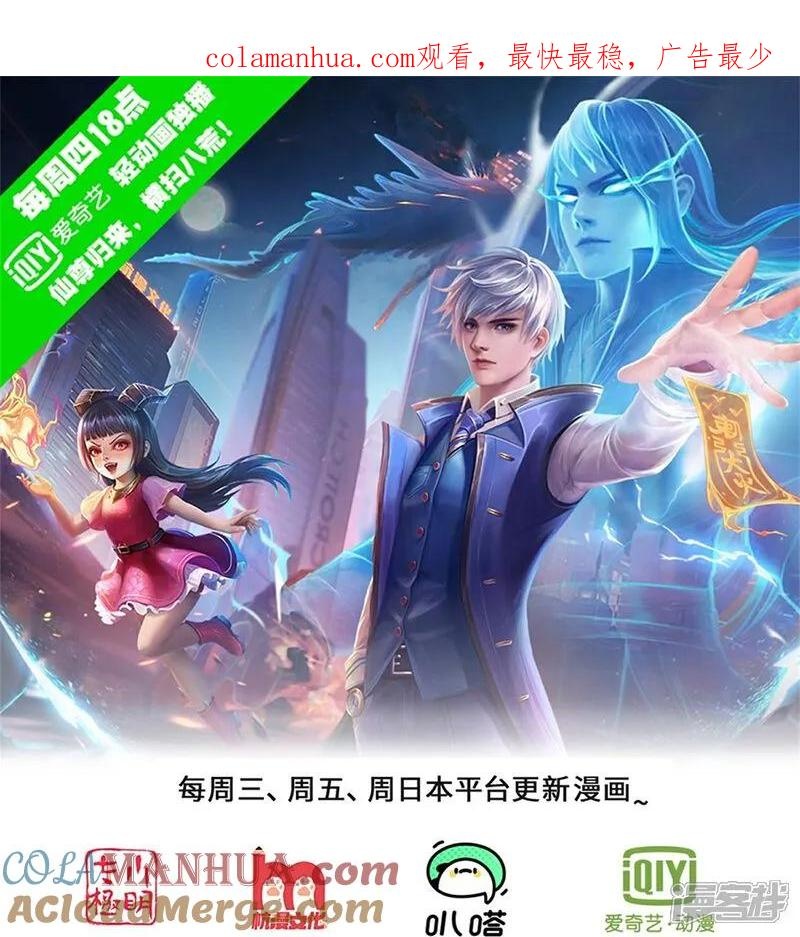 colamanhua.com观看，最快最稳，广告最少
每周四18点
iQIYI 爱奇艺 轻动画独播
仙尊归来，横扫八荒！
每周三、周五、周日本平台更新漫画~
COLAMANHUA.com
AcloudMerge.com
杭漫文化
叭嗒
iQIYI
爱奇艺·动漫
漫客栈